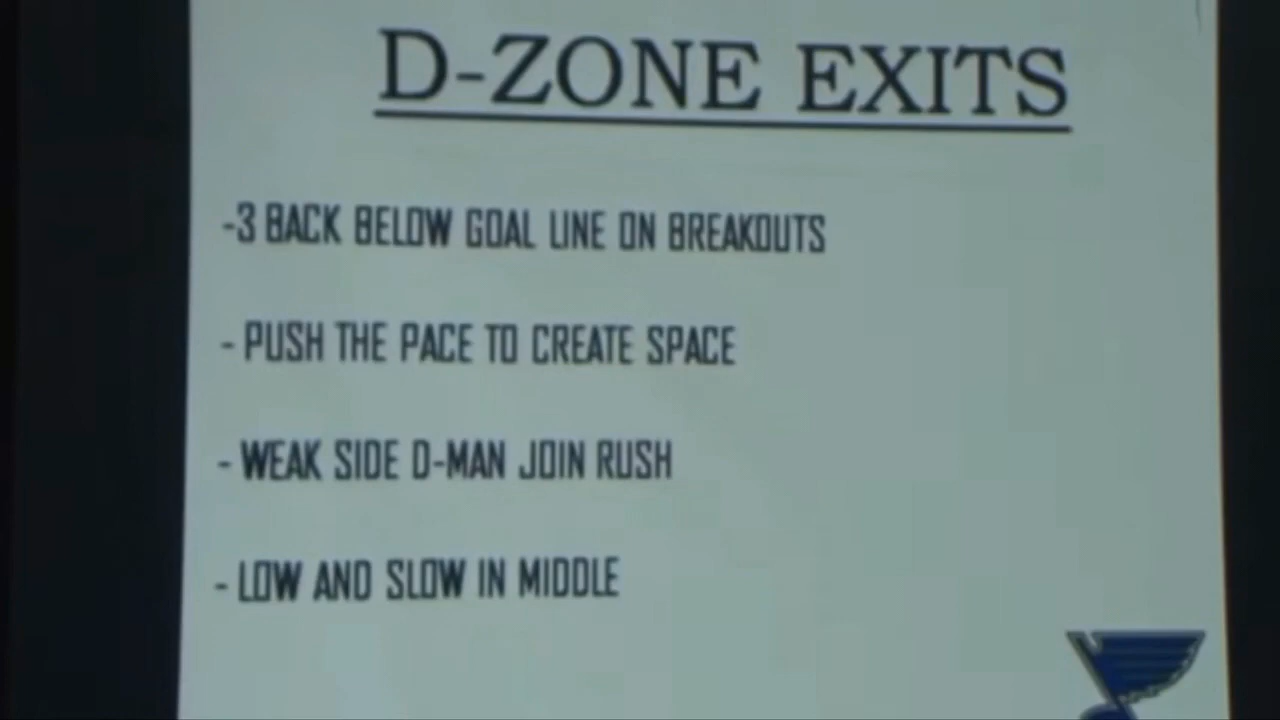 D-ZONE EXITS
-3 BACK BELOW GOAL LINE ON BREAKOUTS
- PUSH THE PACE TO CREATE SPACE
- WEAK SIDE D-MAN JOIN RUSH
- LOW AND SLOW IN MIDDLE